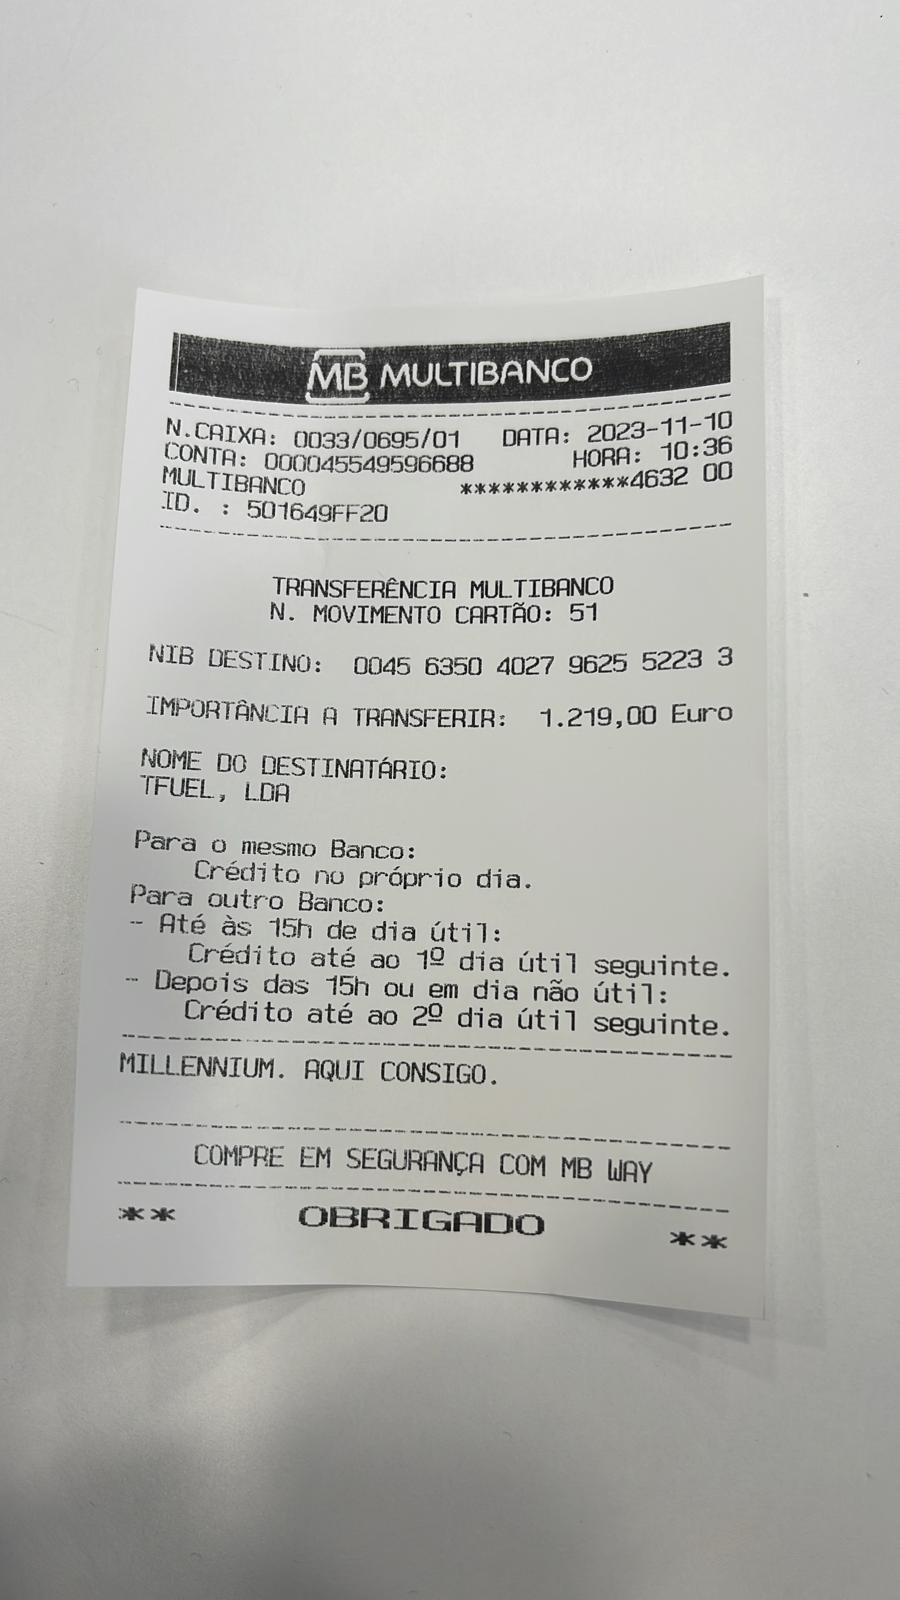 MB MULTIBANCO
N.CAIXA: 0033/0695/01 DATA: 2023-11-10
CONTA: 0000045549596688 HORA: 10:36
MULTIBANCO ************4632 00
ID. : 501649FF20
TRANSFERÊNCIA MULTIBANCO
N. MOVIMENTO CARTÃO: 51
NIB DESTINO: 0045 6350 4027 9625 5223 3
IMPORTÂNCIA A TRANSFERIR: 1.219,00 Euro
NOME DO DESTINATÁRIO:
TFUEL, LDA
Para o mesmo Banco:
Crédito no próprio dia.
Para outro Banco:
- Até às 15h de dia útil:
Crédito até ao 1º dia útil seguinte.
- Depois das 15h ou em dia não útil:
Crédito até ao 2º dia útil seguinte.
MILLENNIUM. AQUI CONSIGO.
COMPRE EM SEGURANÇA COM MB WAY
** OBRIGADO **